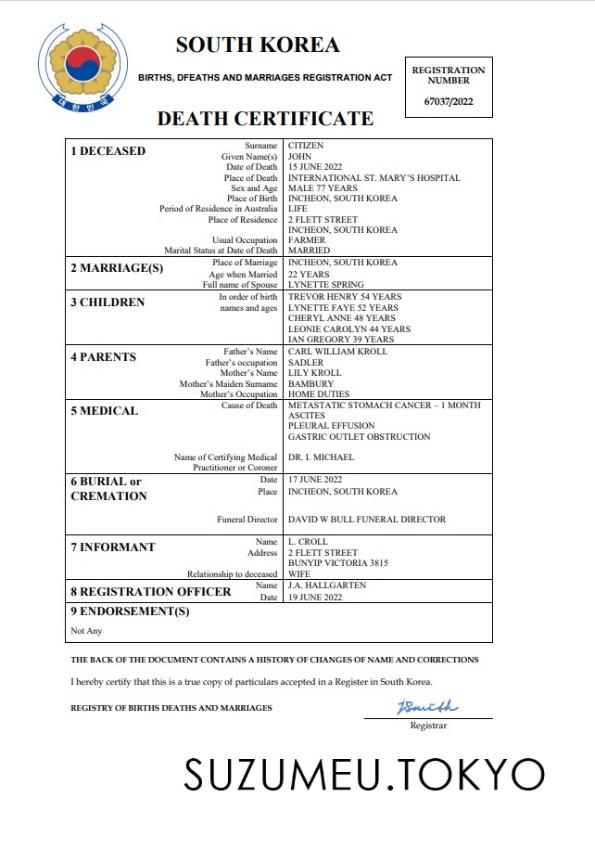 SOUTH KOREA
BIRTHS, DFEATHS AND MARRIAGES REGISTRATION ACT
REGISTRATION
NUMBER
67037/2022
대한민국
DEATH CERTIFICATE
1 DECEASED
Surname CITIZEN
Given Name(s) JOHN
Date of Death 15 JUNE 2022
Place of Death INTERNATIONAL ST. MARY'S HOSPITAL
Sex and Age MALE 77 YEARS
Place of Birth INCHEON, SOUTH KOREA
Period of Residence in Australia LIFE
Place of Residence 2 FLETT STREET
INCHEON, SOUTH KOREA
Usual Occupation FARMER
Marital Status at Date of Death MARRIED
2 MARRIAGE(S)
Place of Marriage INCHEON, SOUTH KOREA
Age when Married 22 YEARS
Full name of Spouse LYNETTE SPRING
3 CHILDREN
In order of birth TREVOR HENRY 54 YEARS
names and ages LYNETTE FAYE 52 YEARS
CHERYL ANNE 48 YEARS
LEONIE CAROLYN 44 YEARS
IAN GREGORY 39 YEARS
4 PARENTS
Father's Name CARL WILLIAM KROLL
Father's occupation SADLER
Mother's Name LILY KROLL
Mother's Maiden Surname BAMBURY
Mother's Occupation HOME DUTIES
5 MEDICAL
Cause of Death METASTATIC STOMACH CANCER – 1 MONTH
ASCITES
PLEURAL EFFUSION
GASTRIC OUTLET OBSTRUCTION
Name of Certifying Medical DR. I. MICHAEL
Practitioner or Coroner
6 BURIAL or
CREMATION
Date 17 JUNE 2022
Place INCHEON, SOUTH KOREA
Funeral Director DAVID W BULL FUNERAL DIRECTOR
7 INFORMANT
Name L. CROLL
Address 2 FLETT STREET
BUNYIP VICTORIA 3815
Relationship to deceased WIFE
8 REGISTRATION OFFICER
Name J.A. HALLGARTEN
Date 19 JUNE 2022
9 ENDORSEMENT(S)
Not Any
THE BACK OF THE DOCUMENT CONTAINS A HISTORY OF CHANGES OF NAME AND CORRECTIONS
I hereby certify that this is a true copy of particulars accepted in a Register in South Korea.
REGISTRY OF BIRTHS DEATHS AND MARRIAGES
Registrar
SUZUMEU.TOKYO